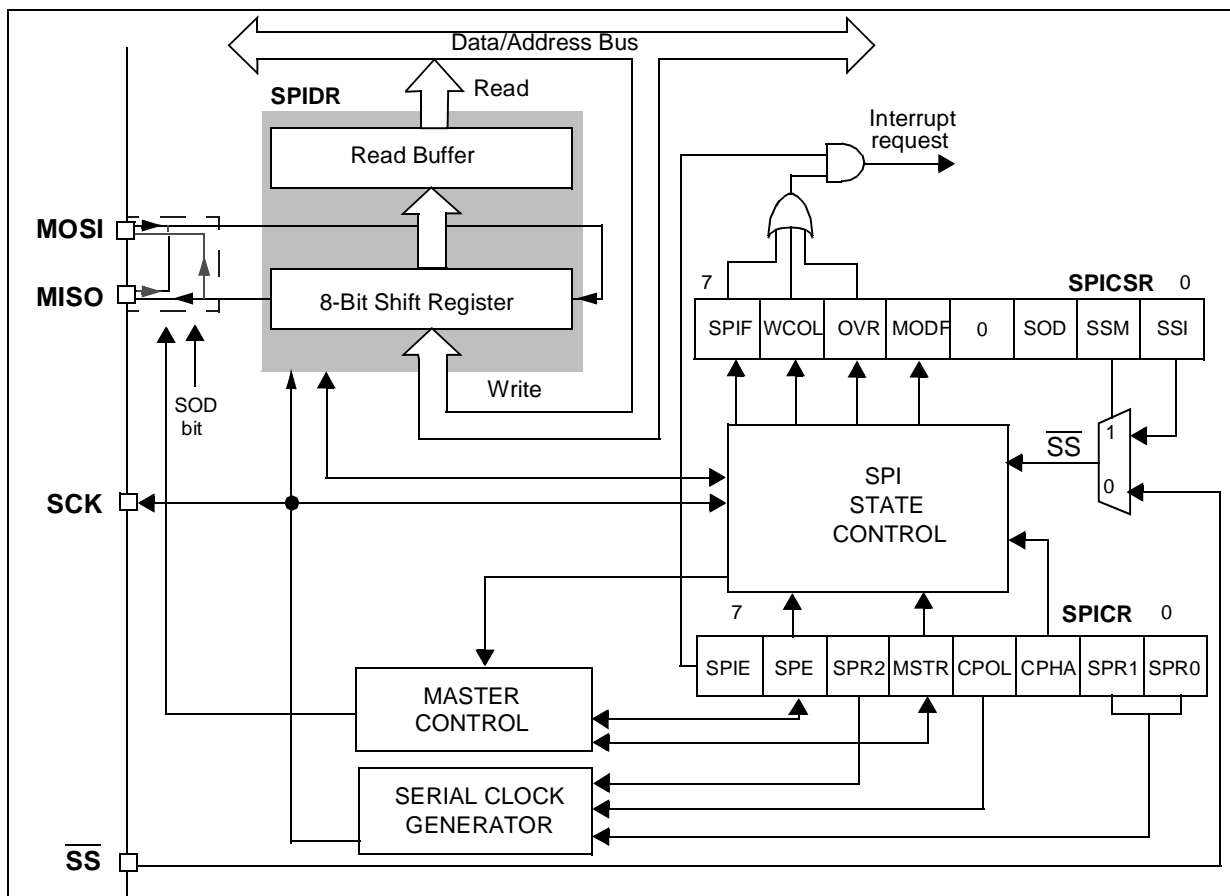 Data/Address Bus
SPIDR
Read
Read Buffer
Interrupt
request
MOSI
MISO
8-Bit Shift Register
7
SPICSR
0
SPIF
WCOL
OVR
MODF
0
SOD
SSM
SSI
Write
SOD
bit
SS
1
0
SCK
SPI
STATE
CONTROL
7
SPICR
0
SPIE
SPE
SPR2
MSTR
CPOL
CPHA
SPR1
SPR0
MASTER
CONTROL
SERIAL CLOCK
GENERATOR
SS